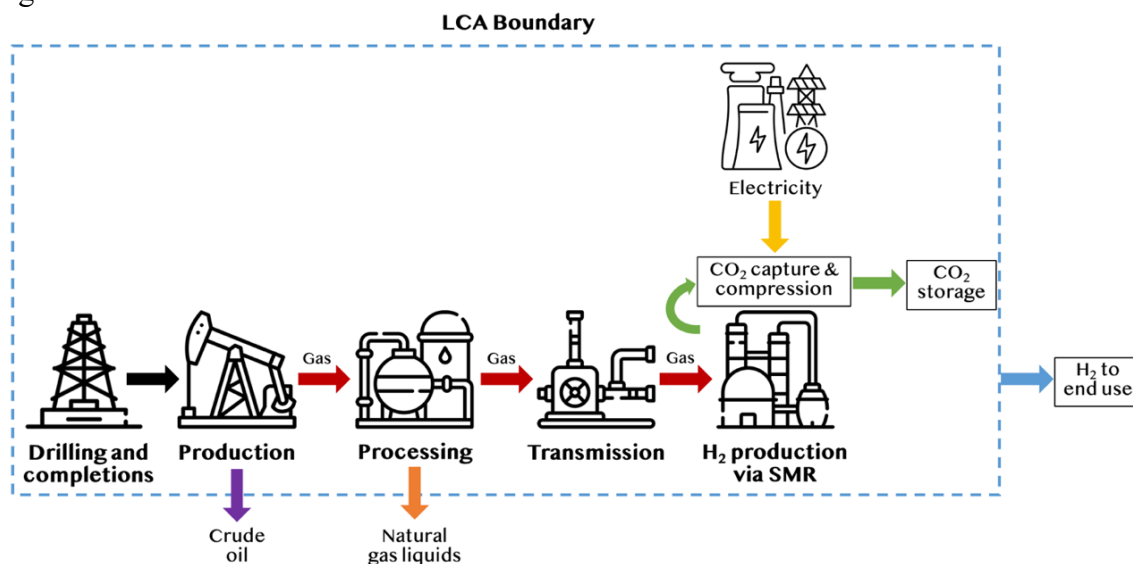 LCA Boundary
Electricity
CO₂ capture &
compression
CO₂
storage
Gas
Gas
Gas
H₂ to
end use
Drilling and
completions
Production
Processing
Transmission
H₂ production
via SMR
Crude
oil
Natural
gas liquids